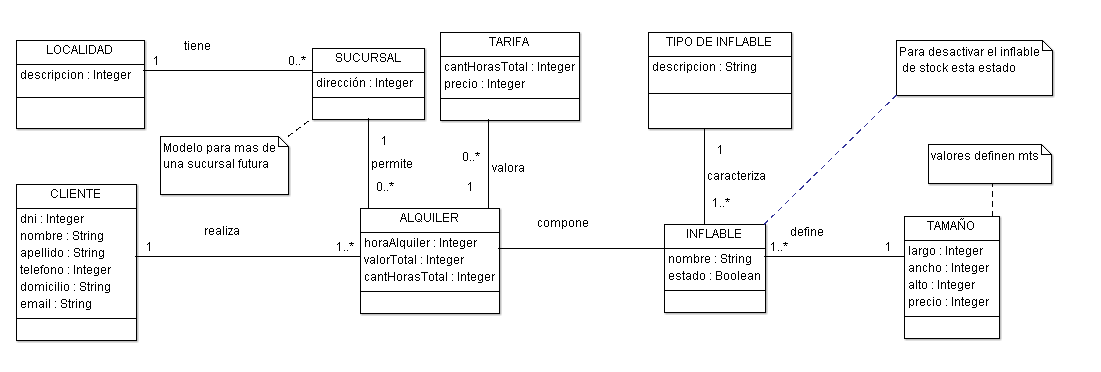 LOCALIDAD
descripcion : Integer
tiene
1
0..*
SUCURSAL
dirección : Integer
TARIFA
cantHorasTotal : Integer
precio : Integer
TIPO DE INFLABLE
descripcion : String
Para desactivar el inflable
de stock esta estado
Modelo para mas de
una sucursal futura
1
permite
0..*
0..*
valora
1
1
caracteriza
1..*
valores definen mts
CLIENTE
dni : Integer
nombre : String
apellido : String
telefono : Integer
domicilio : String
email : String
realiza
1
1..*
ALQUILER
horaAlquiler : Integer
valorTotal : Integer
cantHorasTotal : Integer
compone
INFLABLE
nombre : String
estado : Boolean
define
1..*
1
TAMAÑO
largo : Integer
ancho : Integer
alto : Integer
precio : Integer